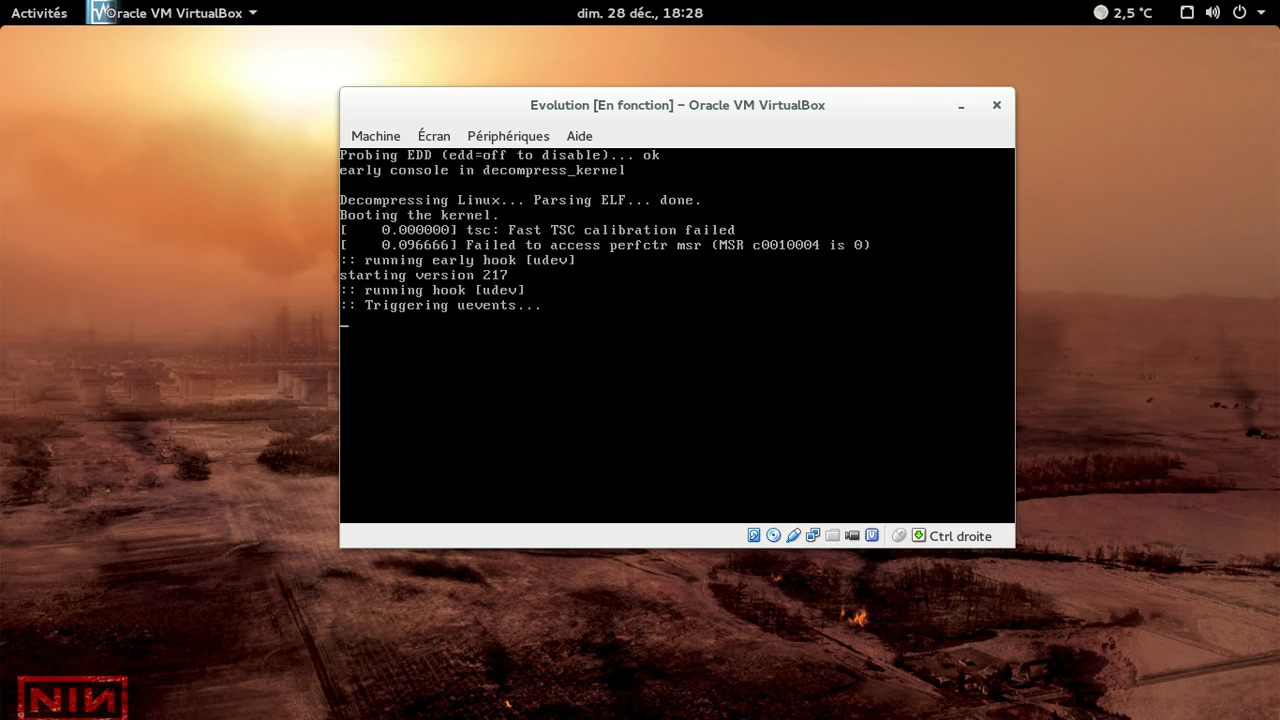 Activités
Oracle VM VirtualBox
dim. 28 déc., 18:28
2,5 °C
Evolution [En fonction] – Oracle VM VirtualBox
Machine Écran Périphériques Aide
Probing EDD (edd=off to disable)... ok
early console in decompress_kernel
Decompressing Linux... Parsing ELF... done.
Booting the kernel.
[    0.000000] tsc: Fast TSC calibration failed
[    0.096666] Failed to access perfctr msr (MSR c0010004 is 0)
:: running early hook [udev]
starting version 217
:: running hook [udev]
:: Triggering uevents...
Ctrl droite
NIИ